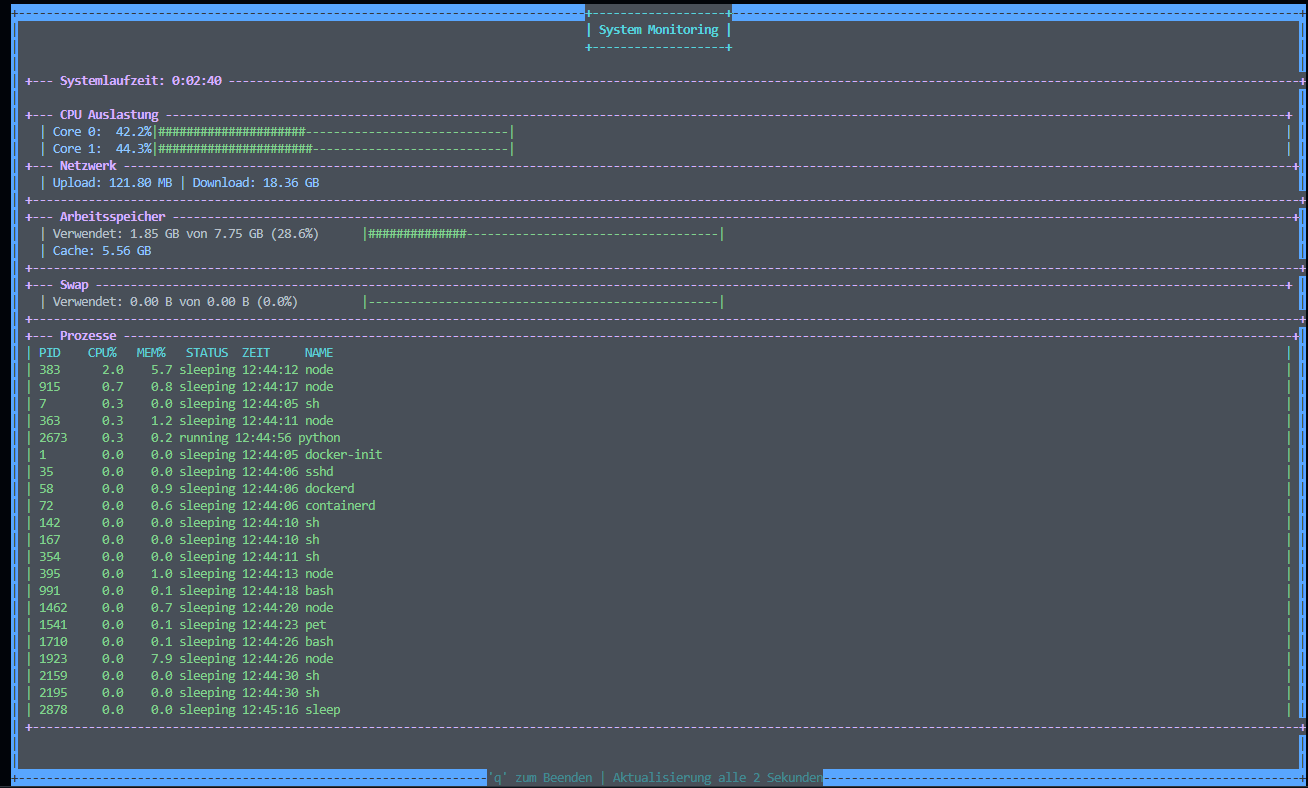 System Monitoring
Systemlaufzeit: 0:02:40
CPU Auslastung
| Core 0:  42.2%|#####################-----------------------------|
| Core 1:  44.3%|######################----------------------------|
Netzwerk
| Upload: 121.80 MB | Download: 18.36 GB
Arbeitsspeicher
| Verwendet: 1.85 GB von 7.75 GB (28.6%) |##############------------------------------------|
| Cache: 5.56 GB
Swap
| Verwendet: 0.00 B von 0.00 B (0.0%) |--------------------------------------------------|
Prozesse
| PID CPU% MEM% STATUS ZEIT NAME
| 383 2.0 5.7 sleeping 12:44:12 node
| 915 0.7 0.8 sleeping 12:44:17 node
| 7 0.3 0.0 sleeping 12:44:05 sh
| 363 0.3 1.2 sleeping 12:44:11 node
| 2673 0.3 0.2 running 12:44:56 python
| 1 0.0 0.0 sleeping 12:44:05 docker-init
| 35 0.0 0.0 sleeping 12:44:06 sshd
| 58 0.0 0.9 sleeping 12:44:06 dockerd
| 72 0.0 0.6 sleeping 12:44:06 containerd
| 142 0.0 0.0 sleeping 12:44:10 sh
| 167 0.0 0.0 sleeping 12:44:10 sh
| 354 0.0 0.0 sleeping 12:44:11 sh
| 395 0.0 1.0 sleeping 12:44:13 node
| 991 0.0 0.1 sleeping 12:44:18 bash
| 1462 0.0 0.7 sleeping 12:44:20 node
| 1541 0.0 0.1 sleeping 12:44:23 pet
| 1710 0.0 0.1 sleeping 12:44:26 bash
| 1923 0.0 7.9 sleeping 12:44:26 node
| 2159 0.0 0.0 sleeping 12:44:30 sh
| 2195 0.0 0.0 sleeping 12:44:30 sh
| 2878 0.0 0.0 sleeping 12:45:16 sleep
'q' zum Beenden | Aktualisierung alle 2 Sekunden